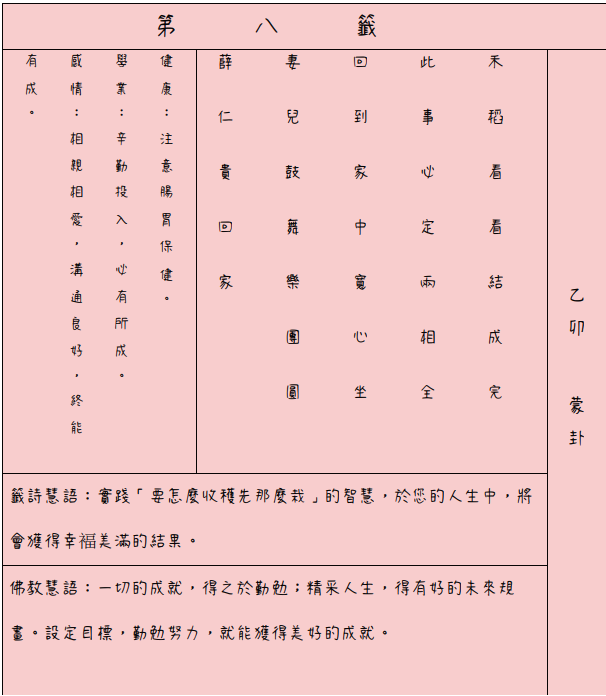 第八籤
乙卯 蒙卦
禾稻看看結成完
此事必定兩相全
回到家中寬心坐
妻兒鼓舞樂團圓
薛仁貴回家
健康：注意腸胃保健。
學業：辛勤投入，必有所成。
感情：相親相愛，溝通良好，終能
有成。
籤詩慧語：實踐「要怎麼收穫先那麼栽」的智慧，於您的人生中，將
會獲得幸福美滿的結果。
佛教慧語：一切的成就，得之於勤勉；精采人生，得有好的未來規
畫。設定目標，勤勉努力，就能獲得美好的成就。